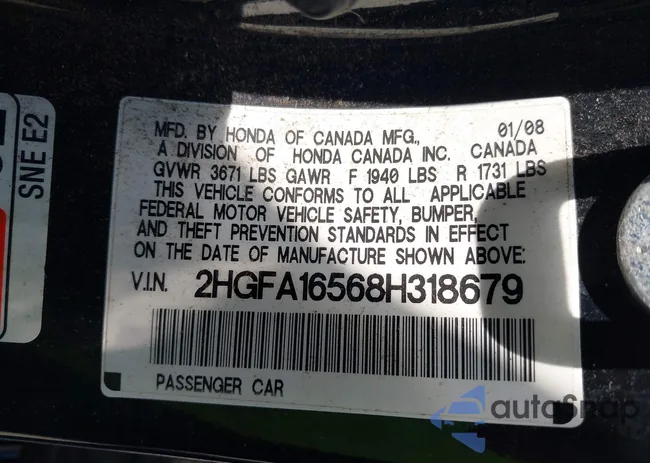 SNE E2
MFD. BY HONDA OF CANADA MFG., 01/08
A DIVISION OF HONDA CANADA INC. CANADA
GVWR 3671 LBS GAWR F 1940 LBS R 1731 LBS
THIS VEHICLE CONFORMS TO ALL APPLICABLE
FEDERAL MOTOR VEHICLE SAFETY, BUMPER,
AND THEFT PREVENTION STANDARDS IN EFFECT
ON THE DATE OF MANUFACTURE SHOWN ABOVE:
V.I.N. 2HGFA16568H318679
PASSENGER CAR
autoSnap